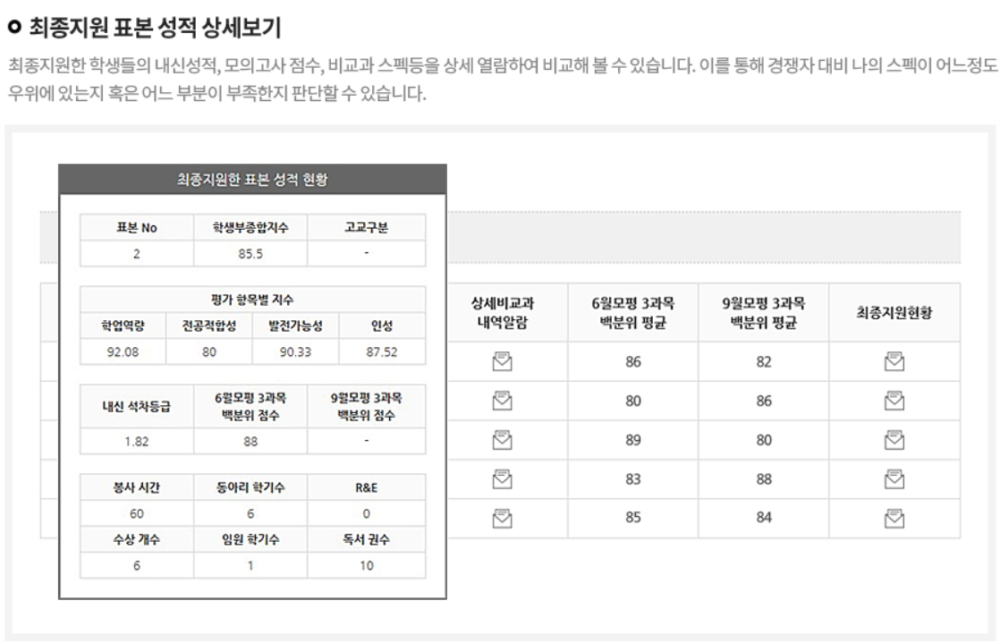 최종지원 표본 성적 상세보기
최종지원한 학생들의 내신성적, 모의고사 점수, 비교과 스펙등을 상세 열람하여 비교해 볼 수 있습니다. 이를 통해 경쟁자 대비 나의 스펙이 어느정도
우위에 있는지 혹은 어느 부분이 부족한지 판단할 수 있습니다.
최종지원한 표본 성적 현황
표본 No 학생부종합지수 고교구분
2 85.5 -
평가 항목별 지수
학업역량 전공적합성 발전가능성 인성
92.08 80 90.33 87.52
내신 석차등급 6월모평 3과목 백분위 점수 9월모평 3과목 백분위 점수
1.82 88 -
봉사 시간 동아리 학기수 R&E
60 6 0
수상 개수 임원 학기수 독서 권수
6 1 10
상세비교과 내역알람 6월모평 3과목 백분위 평균 9월모평 3과목 백분위 평균 최종지원현황
86 82
80 86
89 80
83 88
85 84